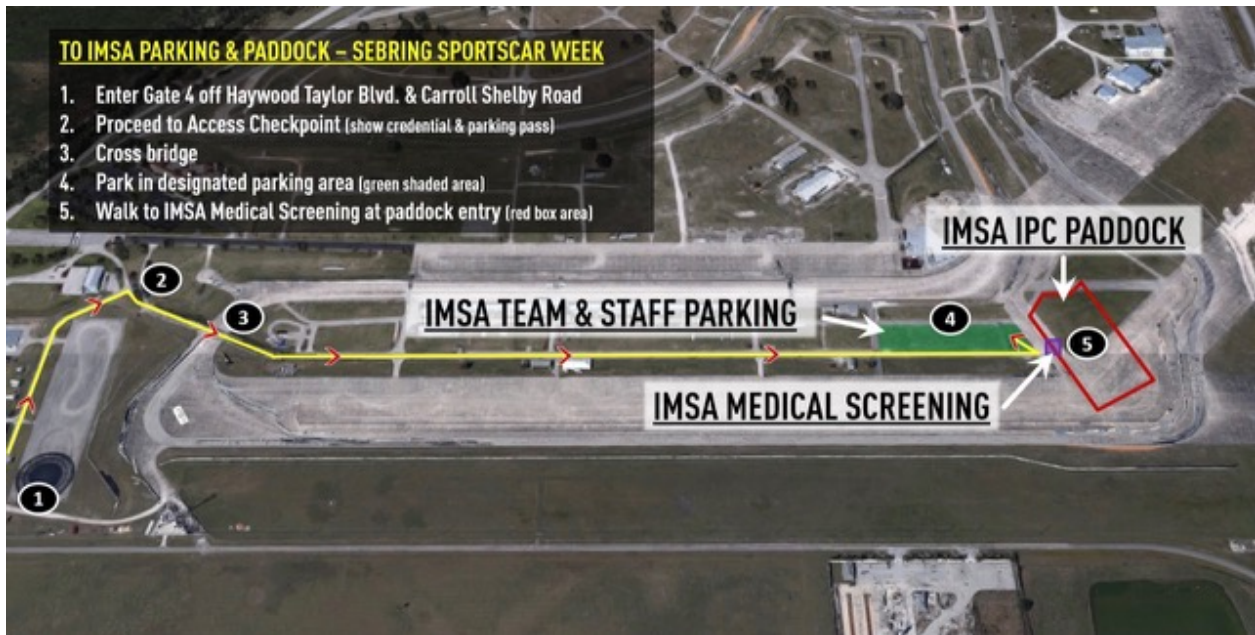 TO IMSA PARKING & PADDOCK – SEBRING SPORTSCAR WEEK
1. Enter Gate 4 off Haywood Taylor Blvd. & Carroll Shelby Road
2. Proceed to Access Checkpoint (show credential & parking pass)
3. Cross bridge
4. Park in designated parking area (green shaded area)
5. Walk to IMSA Medical Screening at paddock entry (red box area)
IMSA IPC PADDOCK
2
3
IMSA TEAM & STAFF PARKING
4
5
IMSA MEDICAL SCREENING
1